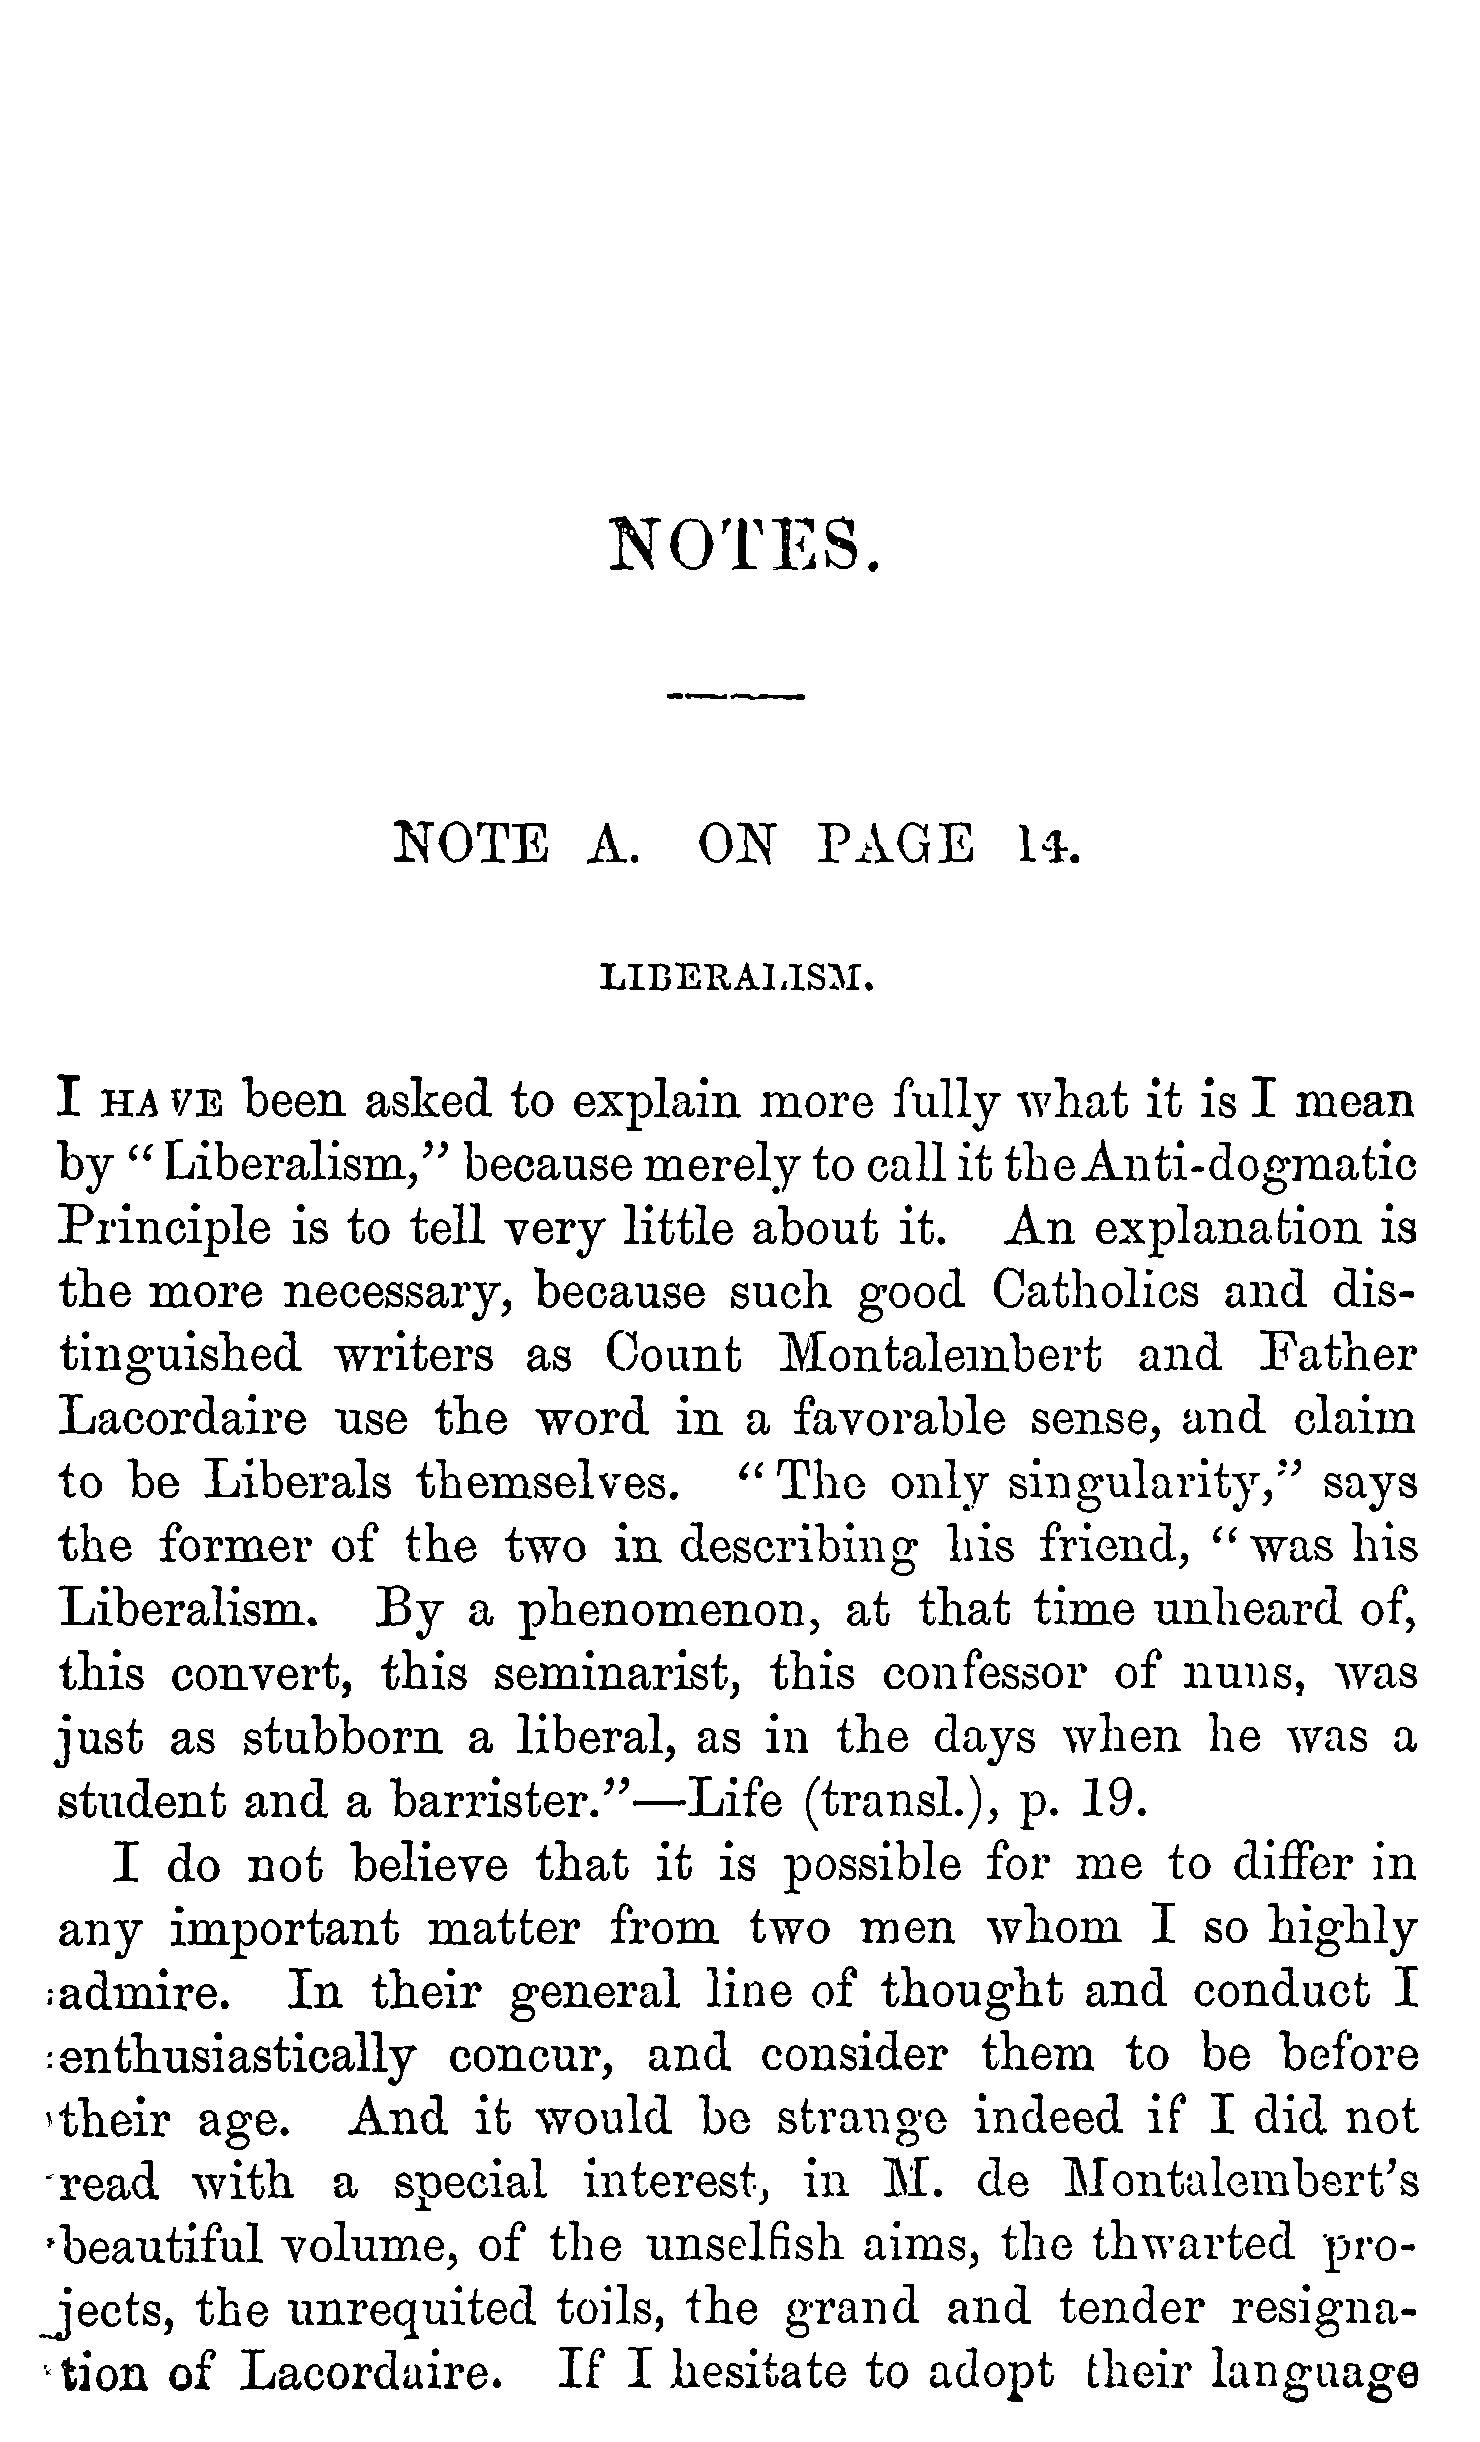 NOTES.
NOTE A. ON PAGE 14.
LIBERALISM.
I HAVE been asked to explain more fully what it is I mean
by “Liberalism,” because merely to call it the Anti-dogmatic
Principle is to tell very little about it. An explanation is
the more necessary, because such good Catholics and dis-
tinguished writers as Count Montalembert and Father
Lacordaire use the word in a favorable sense, and claim
to be Liberals themselves. “The only singularity,” says
the former of the two in describing his friend, “was his
Liberalism. By a phenomenon, at that time unheard of,
this convert, this seminarist, this confessor of nuns, was
just as stubborn a liberal, as in the days when he was a
student and a barrister.”—Life (transl.), p. 19.
I do not believe that it is possible for me to differ in
any important matter from two men whom I so highly
admire. In their general line of thought and conduct I
enthusiastically concur, and consider them to be before
their age. And it would be strange indeed if I did not
read with a special interest, in M. de Montalembert’s
beautiful volume, of the unselfish aims, the thwarted pro-
jects, the unrequited toils, the grand and tender resigna-
tion of Lacordaire. If I hesitate to adopt their language